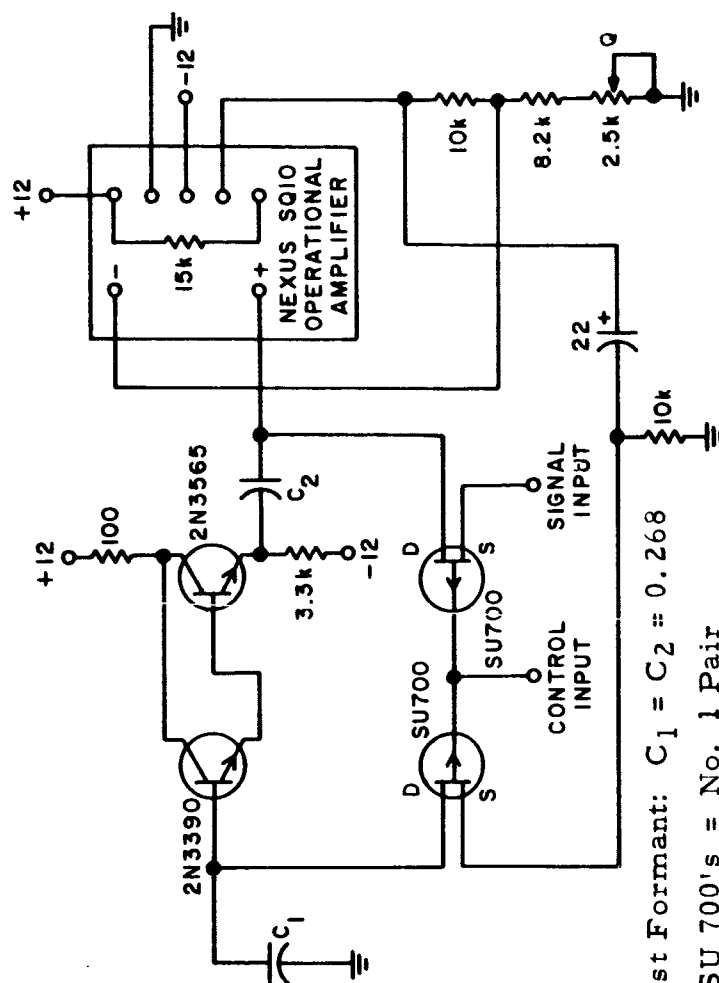 +12
+12
100
-12
-
15k
+
2N3390
2N3565
NEXUS SQ10
OPERATIONAL
AMPLIFIER
C1
C2
3.3k
-12
D
S
SU700
SU700
D
S
10k
8.2k
2.5k
Q
CONTROL
INPUT
SIGNAL
INPUT
22 +
10k
st Formant: C1 = C2 = 0.268
SU 700's = No. 1 Pair